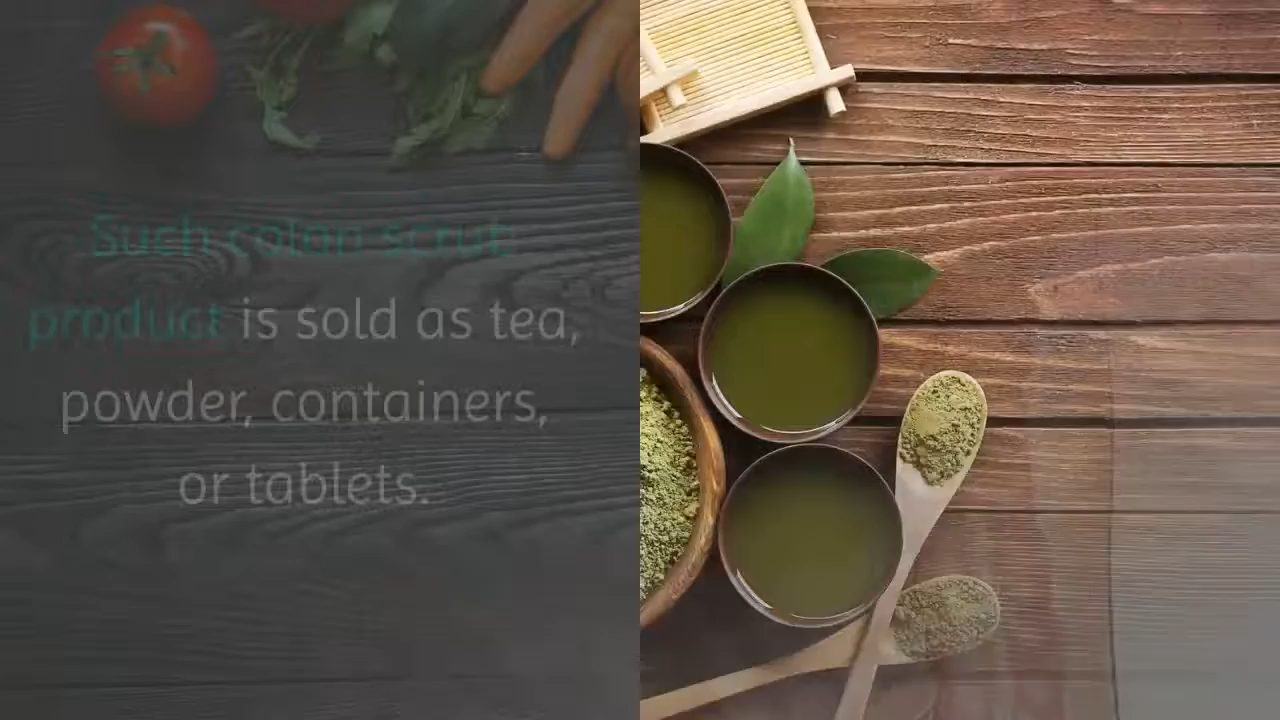 Such colon scrub
product is sold as tea,
powder, containers,
or tablets.